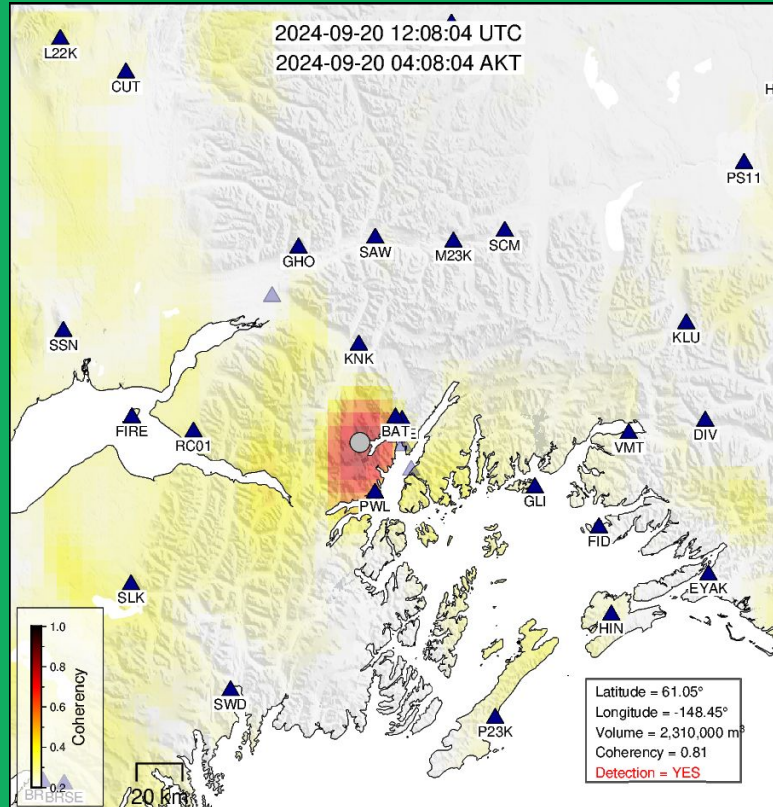 2024-09-20 12:08:04 UTC
2024-09-20 04:08:04 AKT
L22K
CUT
H
PS11
GHO
SAW
M23K
SCM
SSN
KNK
KLU
FIRE
RC01
BAT
VMT
DIV
PWL
GLI
FID
SLK
EYAK
HIN
SWD
P23K
BRSE
1.0
0.8
0.6
0.4
0.2
Coherency
20 km
Latitude = 61.05°
Longitude = -148.45°
Volume = 2,310,000 m³
Coherency = 0.81
Detection = YES